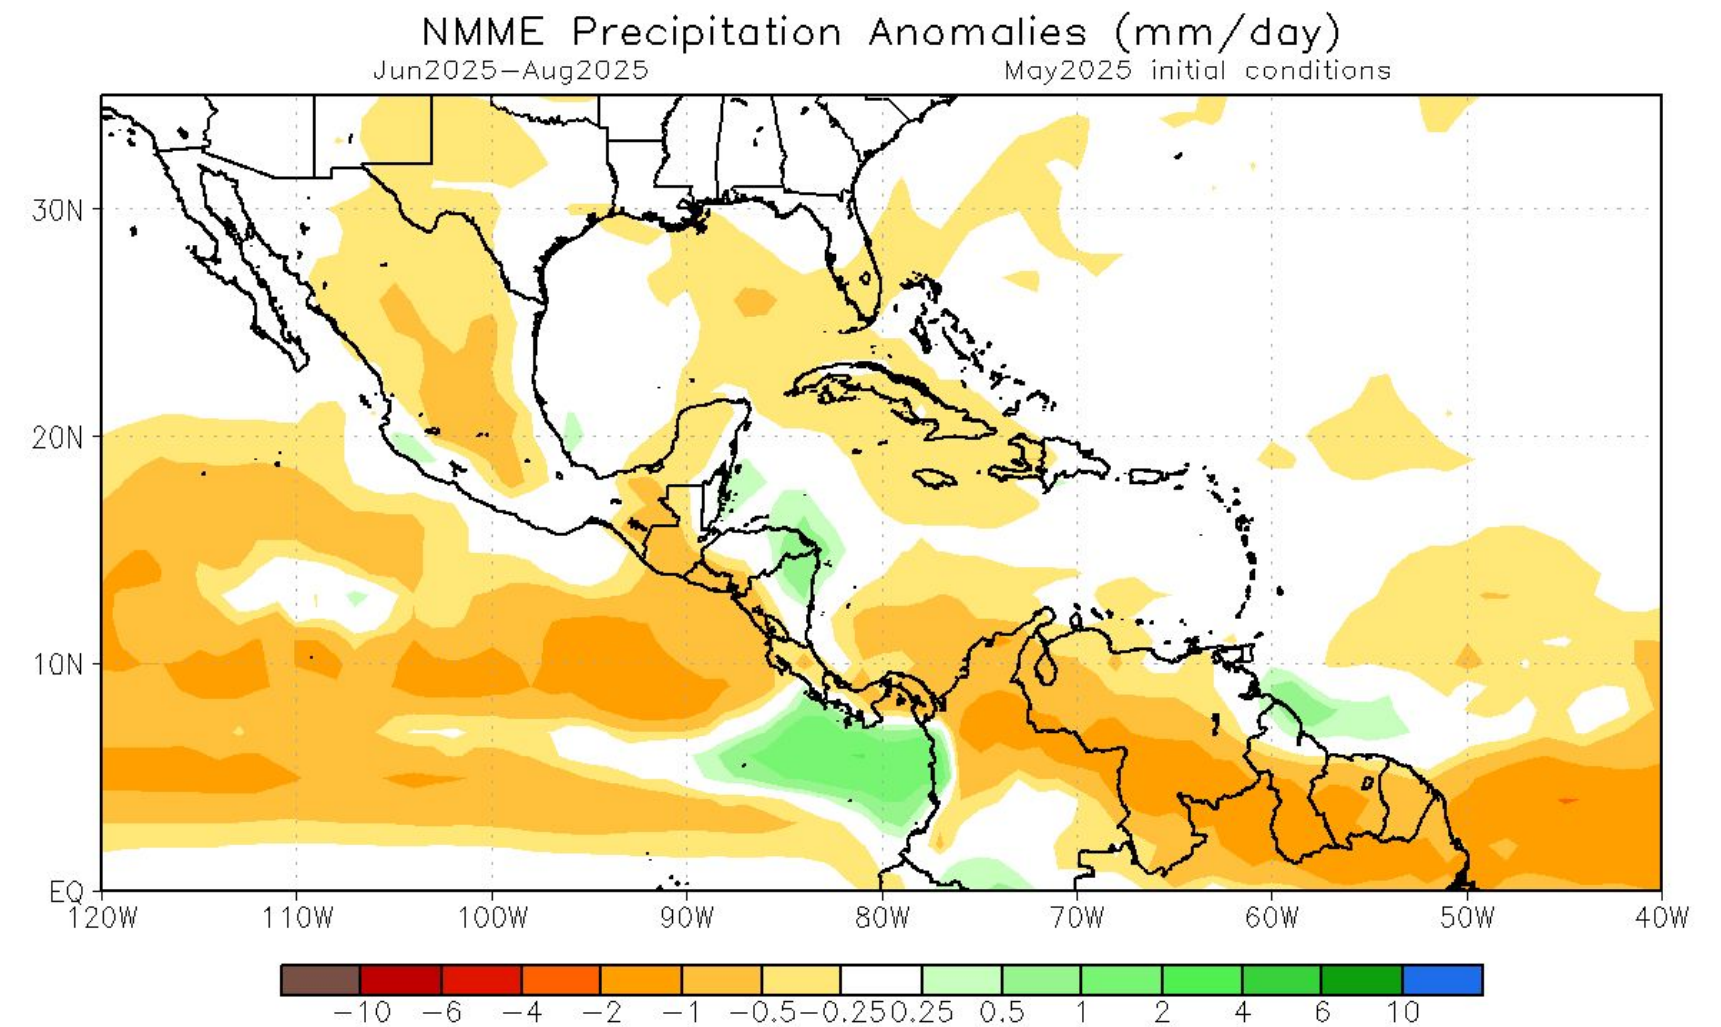 NMME Precipitation Anomalies (mm/day)
Jun2025-Aug2025 May2025 initial conditions
30N
20N
10N
EQ
120W 110W 100W 90W 80W 70W 60W 50W 40W
-10 -6 -4 -2 -1 -0.5 -0.25 0.25 0.5 1 2 4 6 10